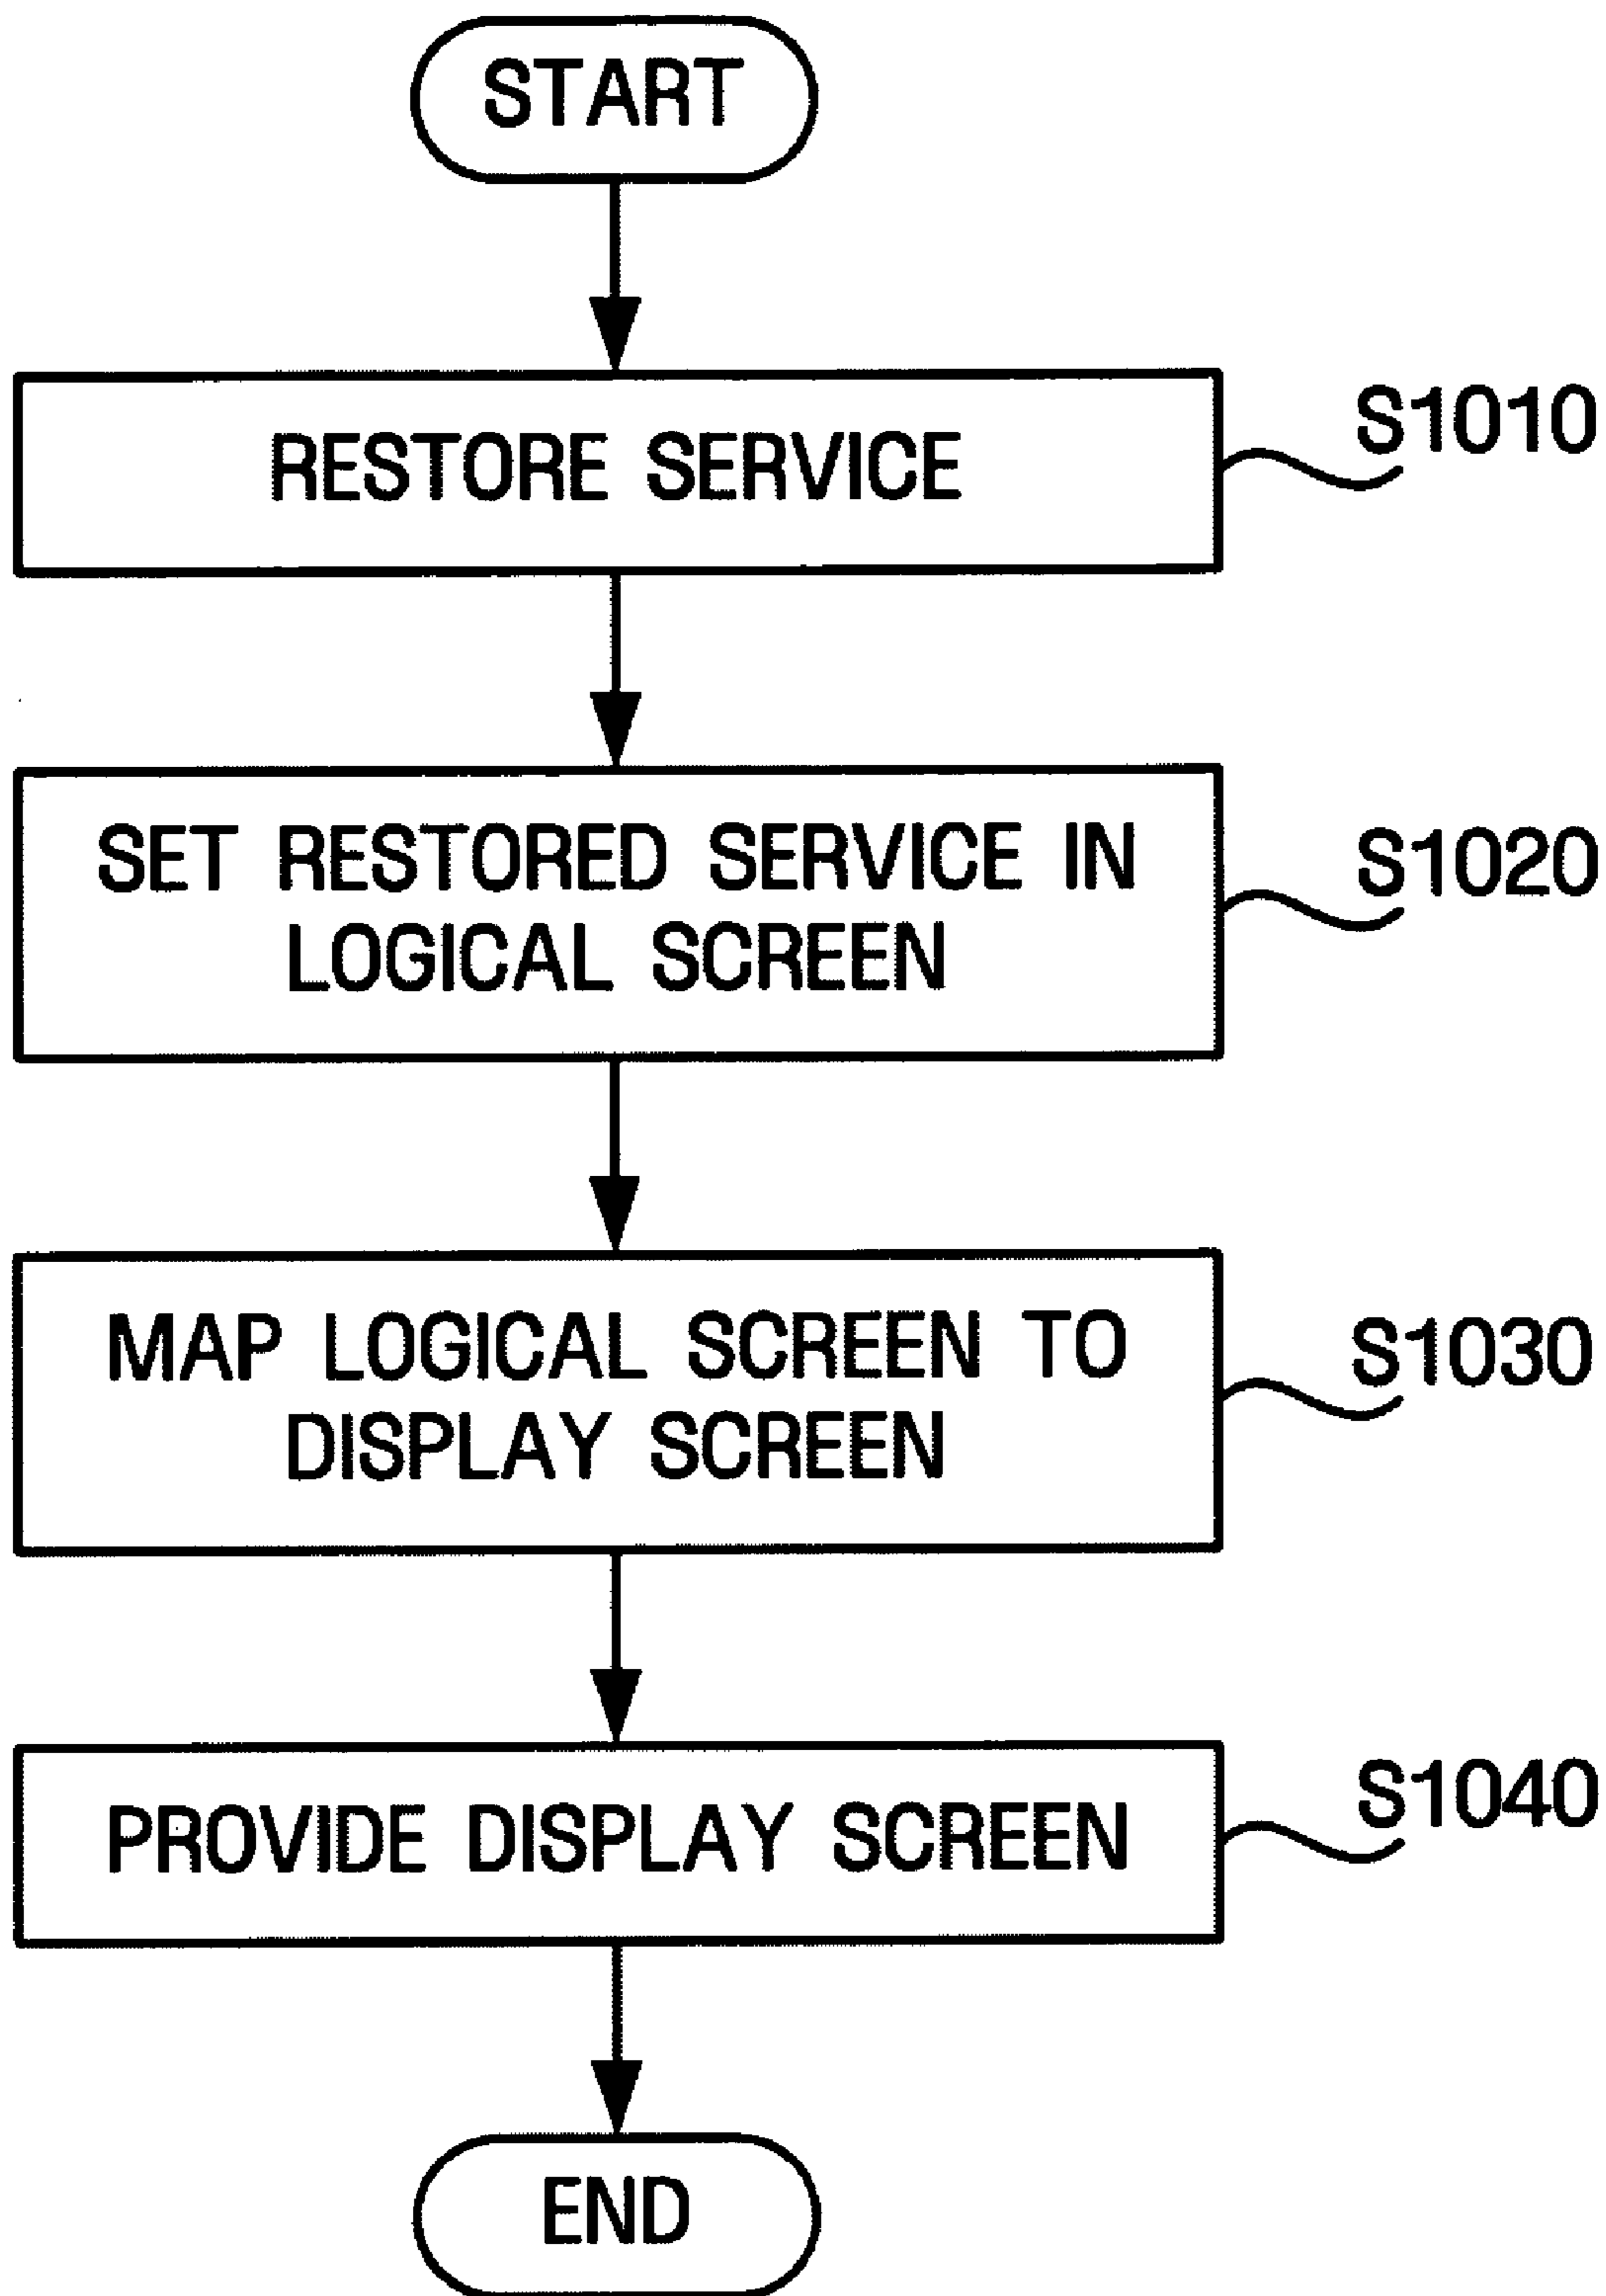 START
RESTORE SERVICE
S1010
SET RESTORED SERVICE IN
LOGICAL SCREEN
S1020
MAP LOGICAL SCREEN TO
DISPLAY SCREEN
S1030
PROVIDE DISPLAY SCREEN
S1040
END